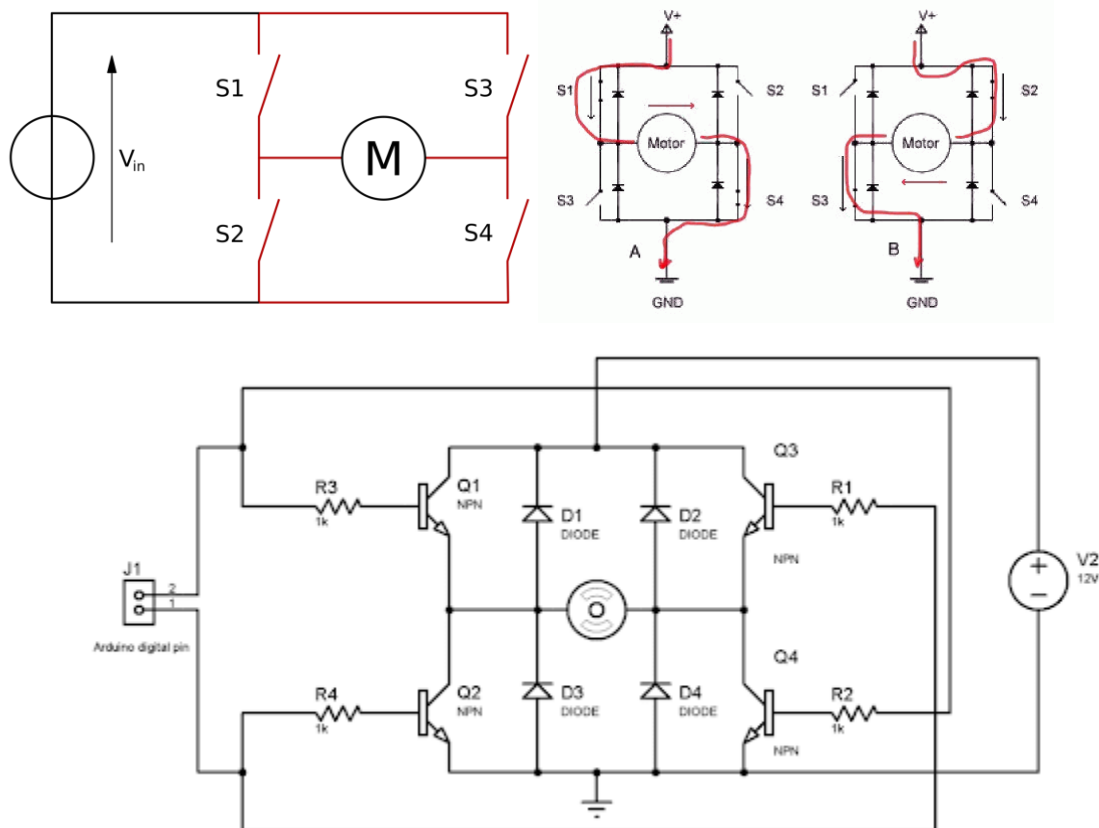 S1
S3
Vin
M
S2
S4
V+
S1
S2
Motor
S3
S4
A
GND
V+
S1
S2
Motor
S3
S4
B
GND
Q3
R3
1k
Q1
NPN
D1
DIODE
D2
DIODE
R1
1k
NPN
J1
2
1
Arduino digital pin
V2
12V
+
−
Q4
R4
1k
Q2
NPN
D3
DIODE
D4
DIODE
R2
1k
NPN